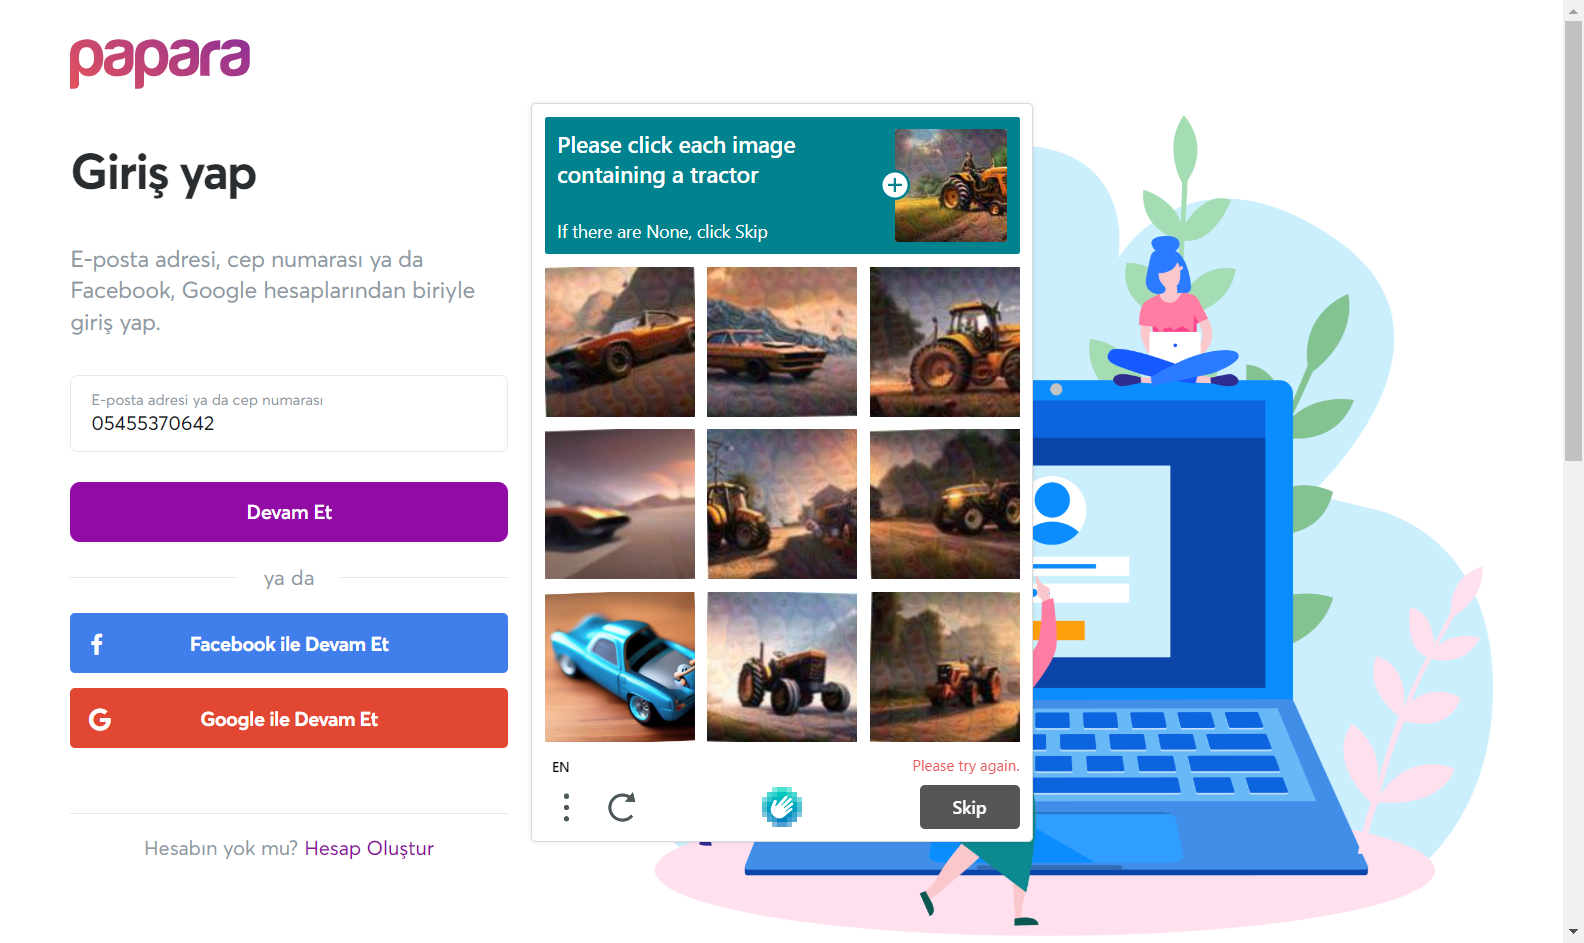 papara
Giriş yap
E-posta adresi, cep numarası ya da
Facebook, Google hesaplarından biriyle
giriş yap.
E-posta adresi ya da cep numarası
05455370642
Devam Et
ya da
Facebook ile Devam Et
Google ile Devam Et
Hesabın yok mu? Hesap Oluştur
Please click each image
containing a tractor
If there are None, click Skip
EN
Please try again.
Skip